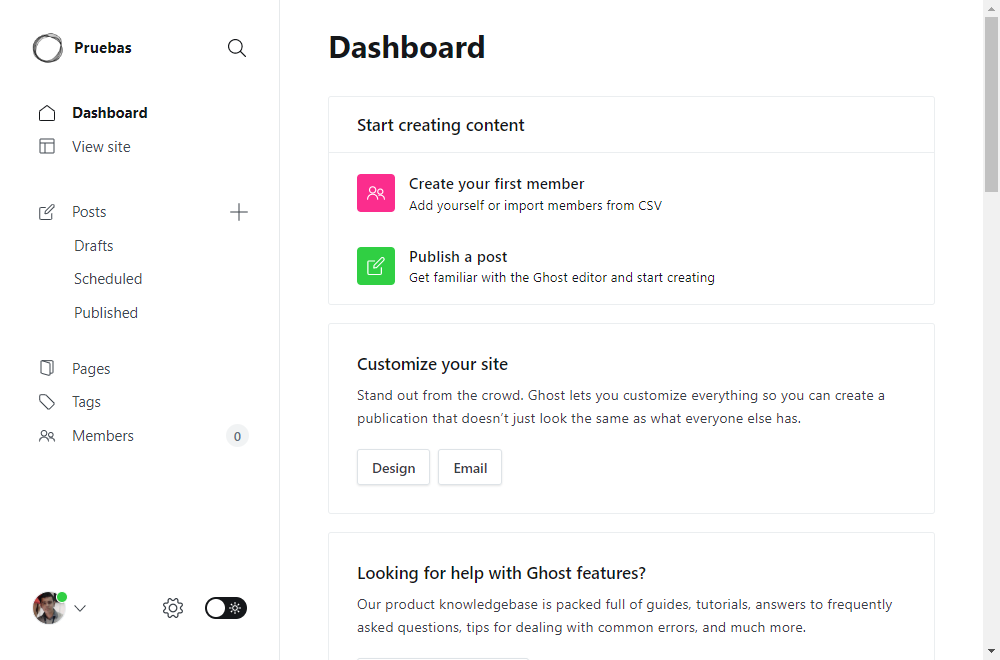 Pruebas
Dashboard
View site
Posts
Drafts
Scheduled
Published
Pages
Tags
Members
0
Dashboard
Start creating content
Create your first member
Add yourself or import members from CSV
Publish a post
Get familiar with the Ghost editor and start creating
Customize your site
Stand out from the crowd. Ghost lets you customize everything so you can create a
publication that doesn’t just look the same as what everyone else has.
Design
Email
Looking for help with Ghost features?
Our product knowledgebase is packed full of guides, tutorials, answers to frequently
asked questions, tips for dealing with common errors, and much more.